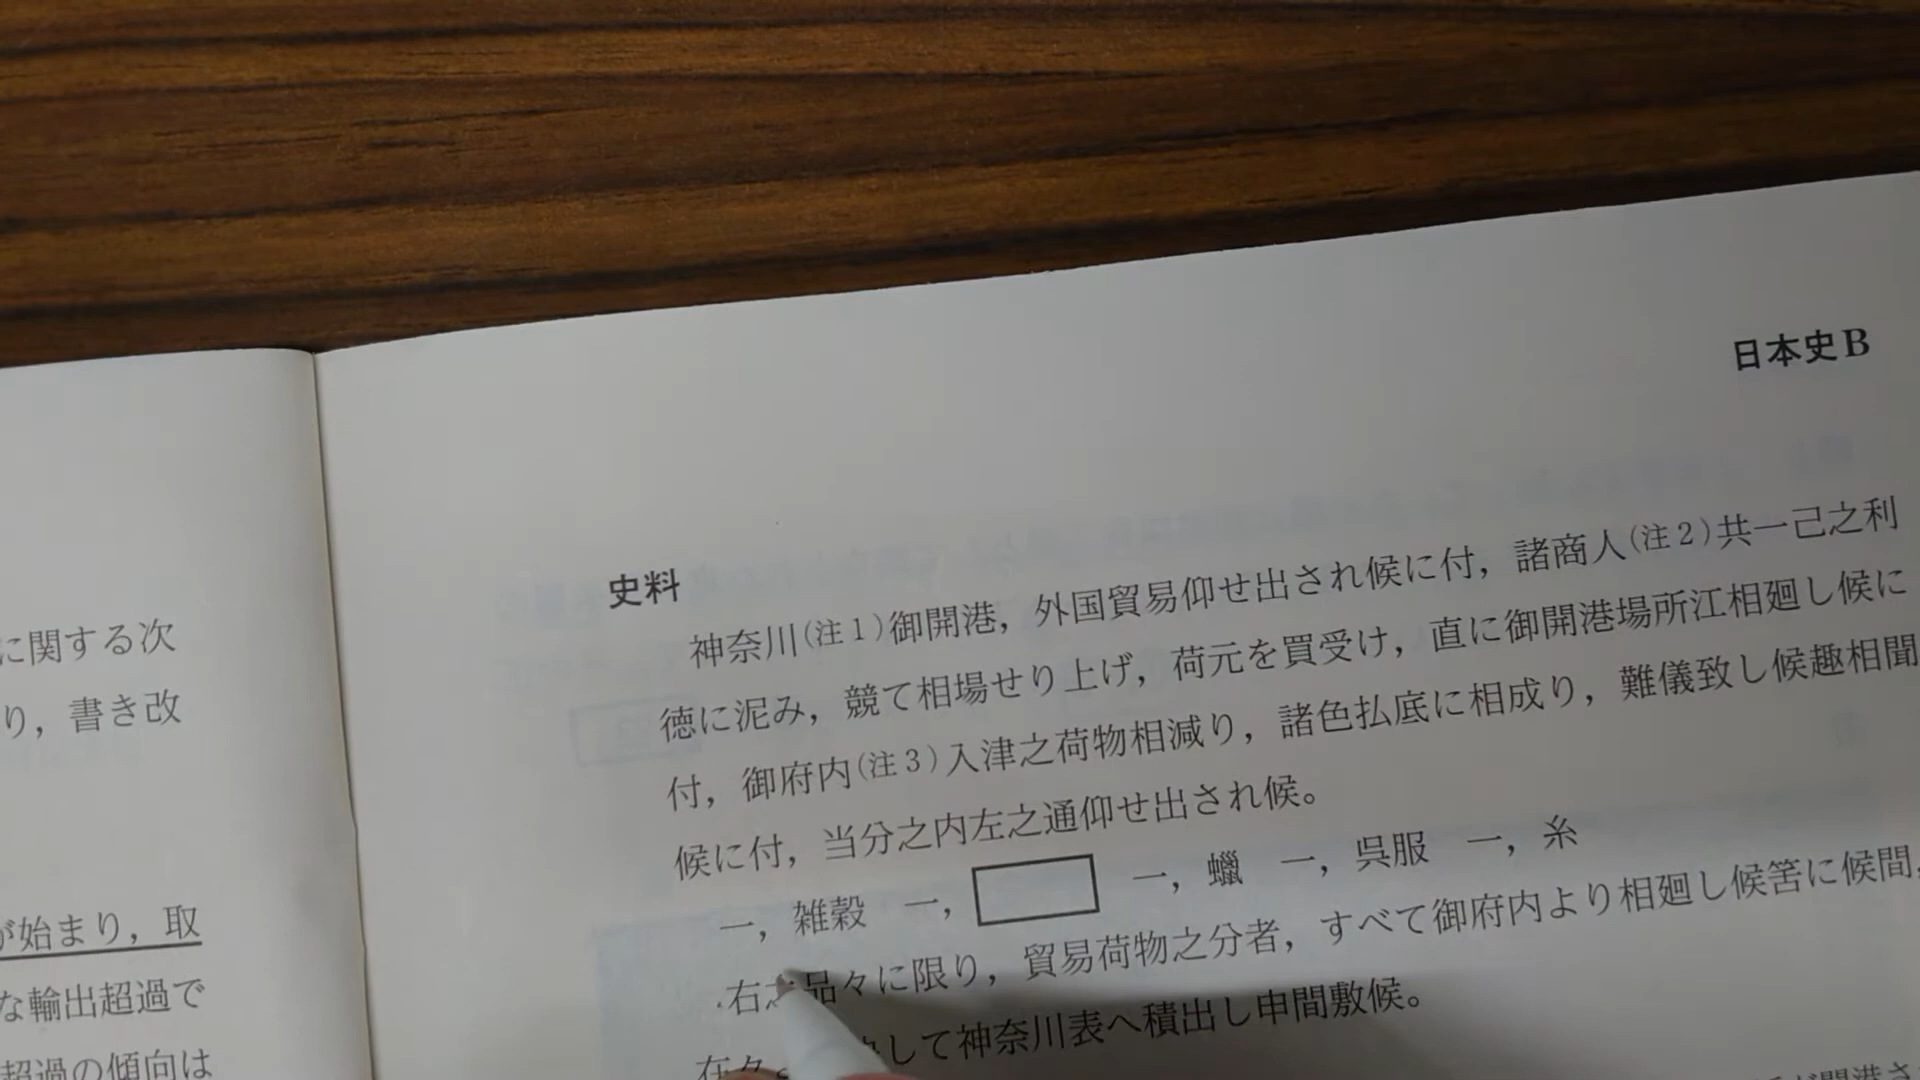 に関する次
り，書き改
が始まり，取
な輸出超過で
超過の傾向は
日本史B
史料
神奈川(注1)御開港，外国貿易仰せ出され候に付，諸商人(注2)共一己之利
徳に泥み，競て相場せり上げ，荷元を買受け，直に御開港場所江相廻し候に
付，御府内(注3)入津之荷物相減り，諸色払底に相成り，難儀致し候趣相聞
候に付，当分之内左之通仰せ出され候。
一，雑穀　一，　一，蠟　一，呉服　一，糸
右 品々に限り，貿易荷物之分者，すべて御府内より相廻し候筈に候間，
在々 して神奈川表へ積出し申間敷候。